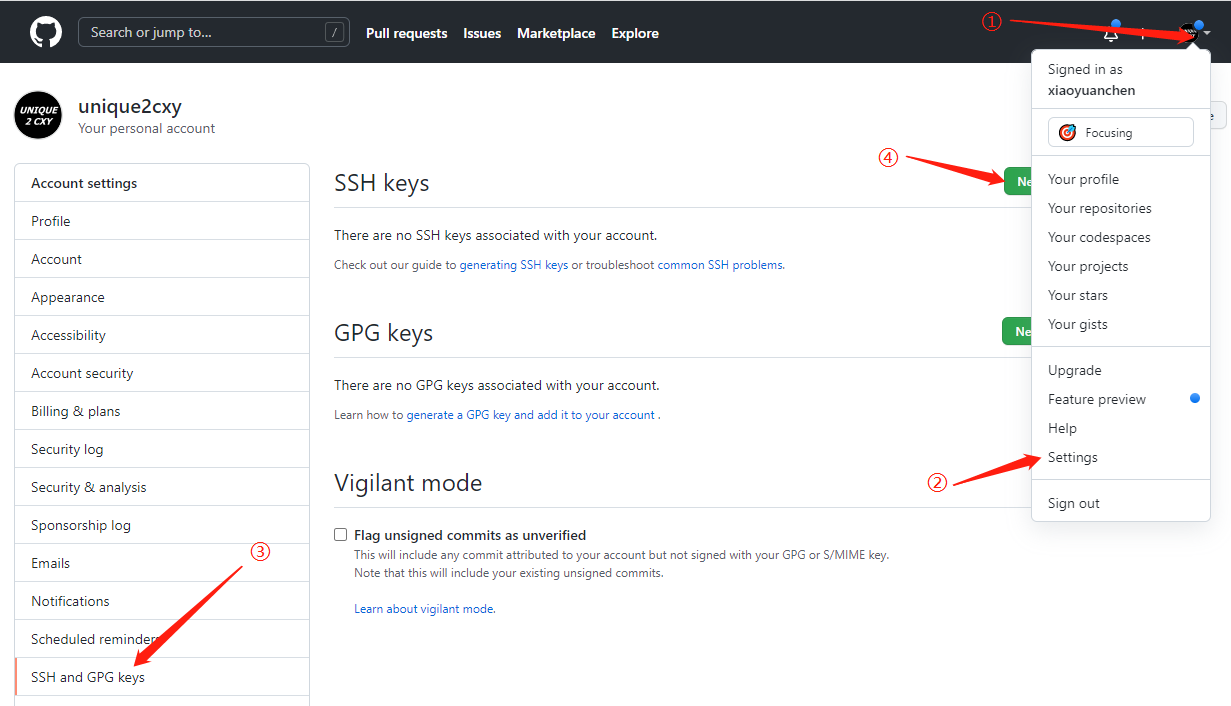 Search or jump to... /
Pull requests
Issues
Marketplace
Explore
①
UNIQUE
2 CXY
unique2cxy
Your personal account
Signed in as
xiaoyuanchen
Focusing
Your profile
Your repositories
Your codespaces
Your projects
Your stars
Your gists
Upgrade
Feature preview
Help
②
Settings
Sign out
Account settings
Profile
Account
Appearance
Accessibility
Account security
Billing & plans
Security log
Security & analysis
Sponsorship log
Emails
③
Notifications
Scheduled reminders
SSH and GPG keys
④
SSH keys
Ne
There are no SSH keys associated with your account.
Check out our guide to generating SSH keys or troubleshoot common SSH problems.
GPG keys
Ne
There are no GPG keys associated with your account.
Learn how to generate a GPG key and add it to your account .
Vigilant mode
Flag unsigned commits as unverified
This will include any commit attributed to your account but not signed with your GPG or S/MIME key.
Note that this will include your existing unsigned commits.
Learn about vigilant mode.